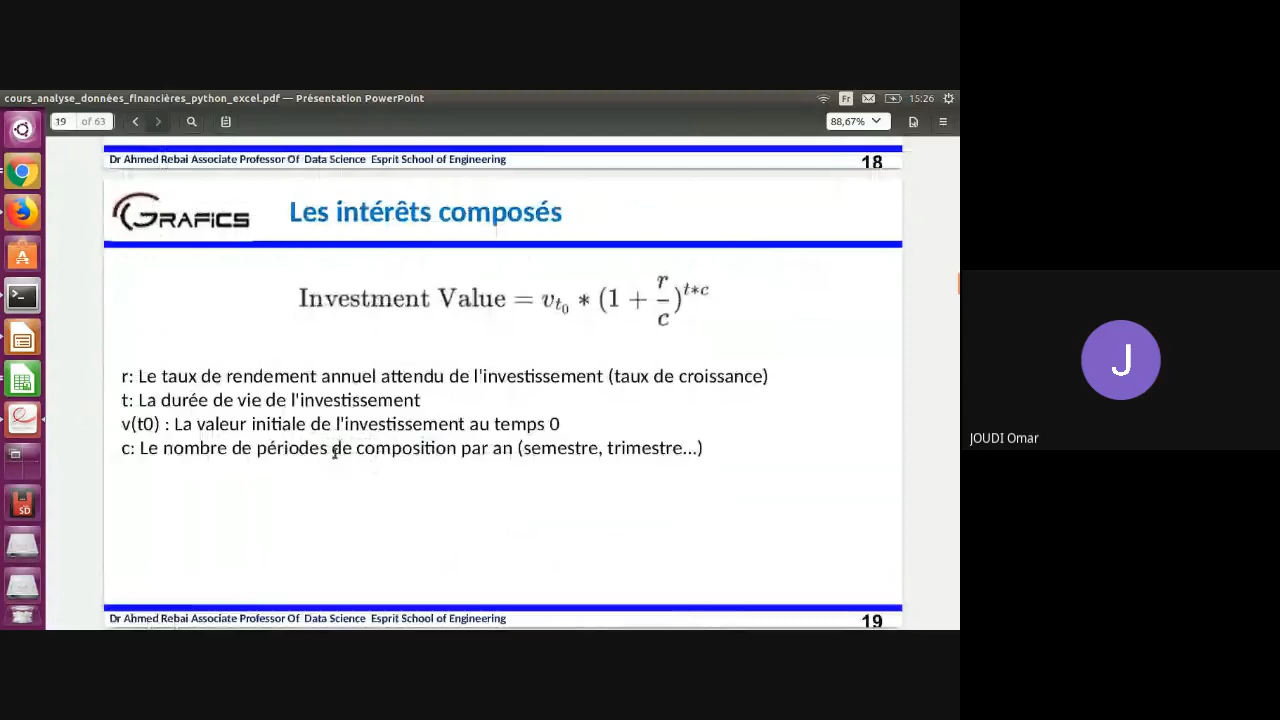 cours_analyse_données_financières_python_excel.pdf — Présentation PowerPoint
Fr
15:26
19 of 63
88,67%
Dr Ahmed Rebai Associate Professor Of Data Science Esprit School of Engineering
18
GRAFICS
Les intérêts composés
Investment Value = v_{t_0} * (1 + r/c)^{t*c}
r: Le taux de rendement annuel attendu de l'investissement (taux de croissance)
t: La durée de vie de l'investissement
v(t0) : La valeur initiale de l'investissement au temps 0
c: Le nombre de périodes de composition par an (semestre, trimestre...)
Dr Ahmed Rebai Associate Professor Of Data Science Esprit School of Engineering
19
SD
J
JOUDI Omar